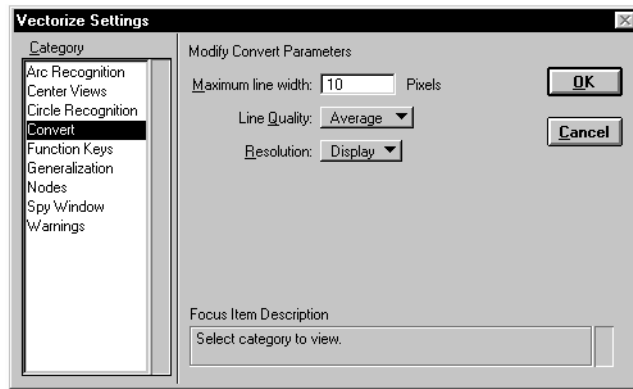 Vectorize Settings
Category
Arc Recognition
Center Views
Circle Recognition
Convert
Function Keys
Generalization
Nodes
Spy Window
Warnings
Modify Convert Parameters
Maximum line width: 10 Pixels
Line Quality: Average
Resolution: Display
OK
Cancel
Focus Item Description
Select category to view.